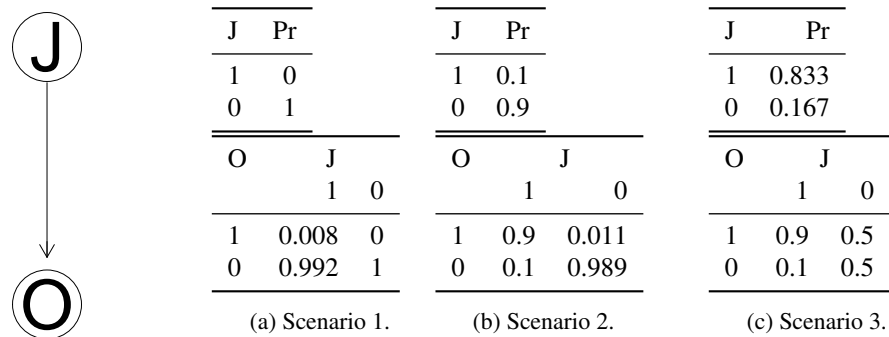 J
O
J Pr
1 0
0 1
O J
1 0
1 0.008 0
0 0.992 1
(a) Scenario 1.
J Pr
1 0.1
0 0.9
O J
1 0
1 0.9 0.011
0 0.1 0.989
(b) Scenario 2.
J Pr
1 0.833
0 0.167
O J
1 0
1 0.9 0.5
0 0.1 0.5
(c) Scenario 3.